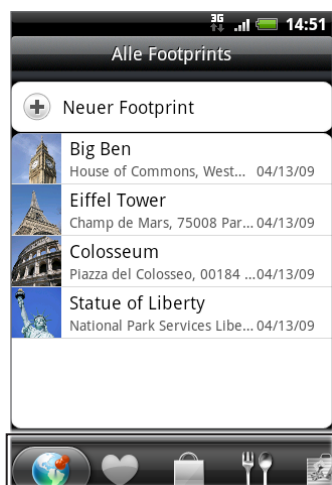 3G 14:51
Alle Footprints
Neuer Footprint
Big Ben
House of Commons, West... 04/13/09
Eiffel Tower
Champ de Mars, 75008 Par... 04/13/09
Colosseum
Piazza del Colosseo, 00184 ... 04/13/09
Statue of Liberty
National Park Services Libe... 04/13/09